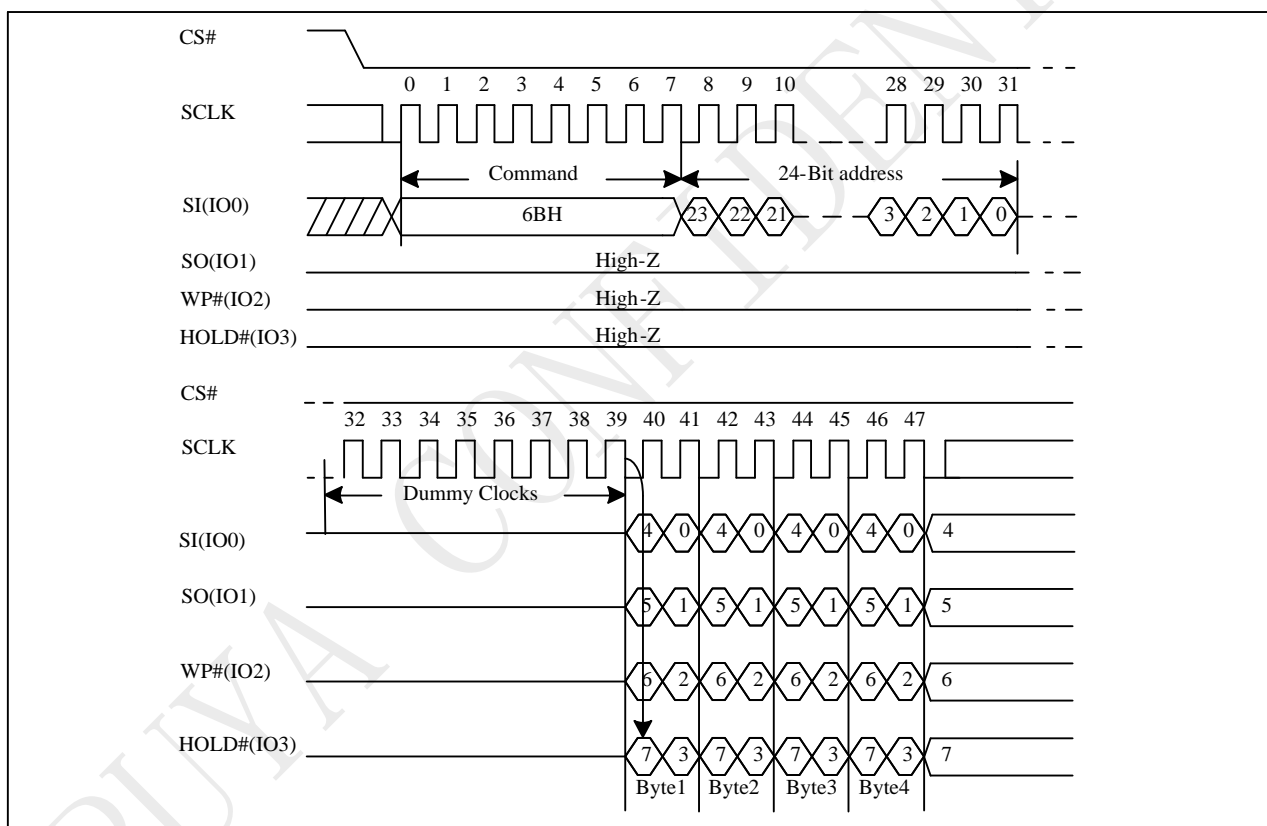 CS#
0 1 2 3 4 5 6 7 8 9 10 28 29 30 31
SCLK
Command 24-Bit address
SI(IO0) 6BH 23 22 21 3 2 1 0
SO(IO1) High-Z
WP#(IO2) High-Z
HOLD#(IO3) High-Z
CS#
32 33 34 35 36 37 38 39 40 41 42 43 44 45 46 47
SCLK
Dummy Clocks
SI(IO0) 4 0 4 0 4 0 4 0 4
SO(IO1) 5 1 5 1 5 1 5 1 5
WP#(IO2) 6 2 6 2 6 2 6 2 6
HOLD#(IO3) 7 3 7 3 7 3 7 3 7
Byte1 Byte2 Byte3 Byte4
PUYA CONFIDENT